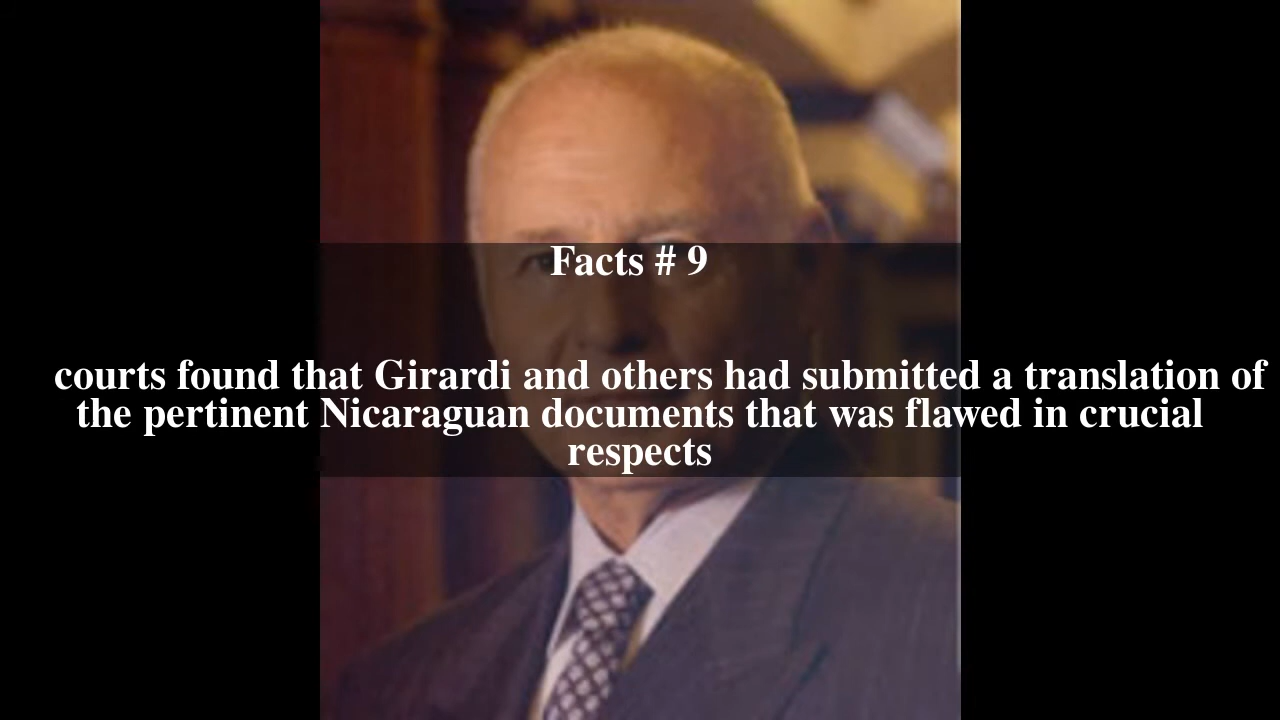 Facts # 9
courts found that Girardi and others had submitted a translation of
the pertinent Nicaraguan documents that was flawed in crucial
respects